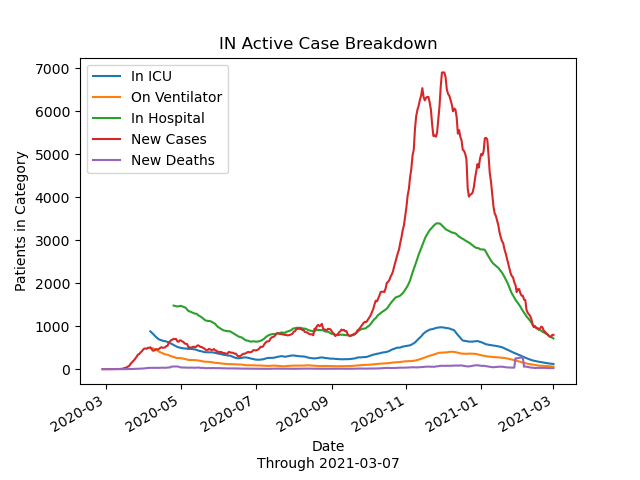 IN Active Case Breakdown
In ICU
On Ventilator
In Hospital
New Cases
New Deaths
Patients in Category
7000
6000
5000
4000
3000
2000
1000
0
2020-03
2020-05
2020-07
2020-09
2020-11
2021-01
2021-03
Date
Through 2021-03-07